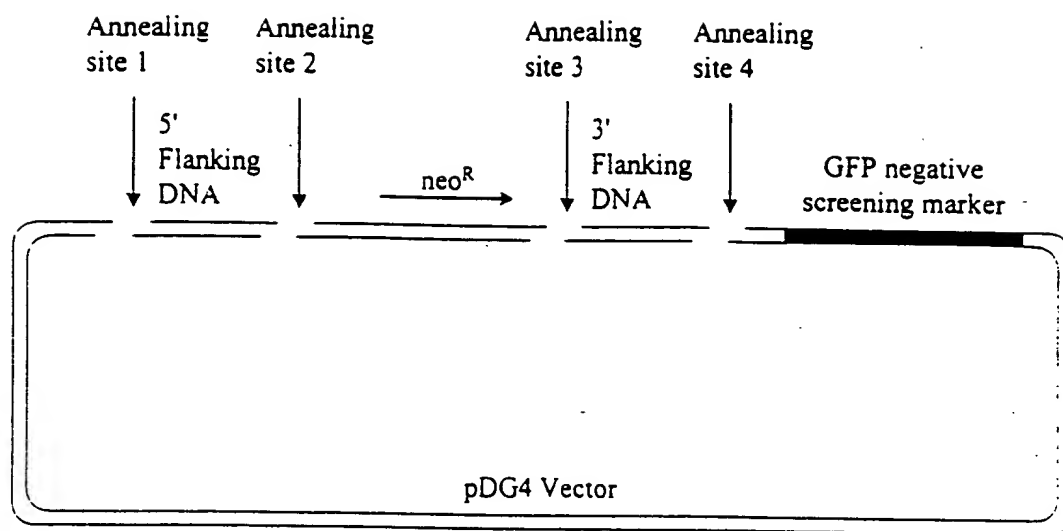 Annealing
site 1
Annealing
site 2
Annealing
site 3
Annealing
site 4
5'
Flanking
DNA
neoR
3'
Flanking
DNA
GFP negative
screening marker
pDG4 Vector